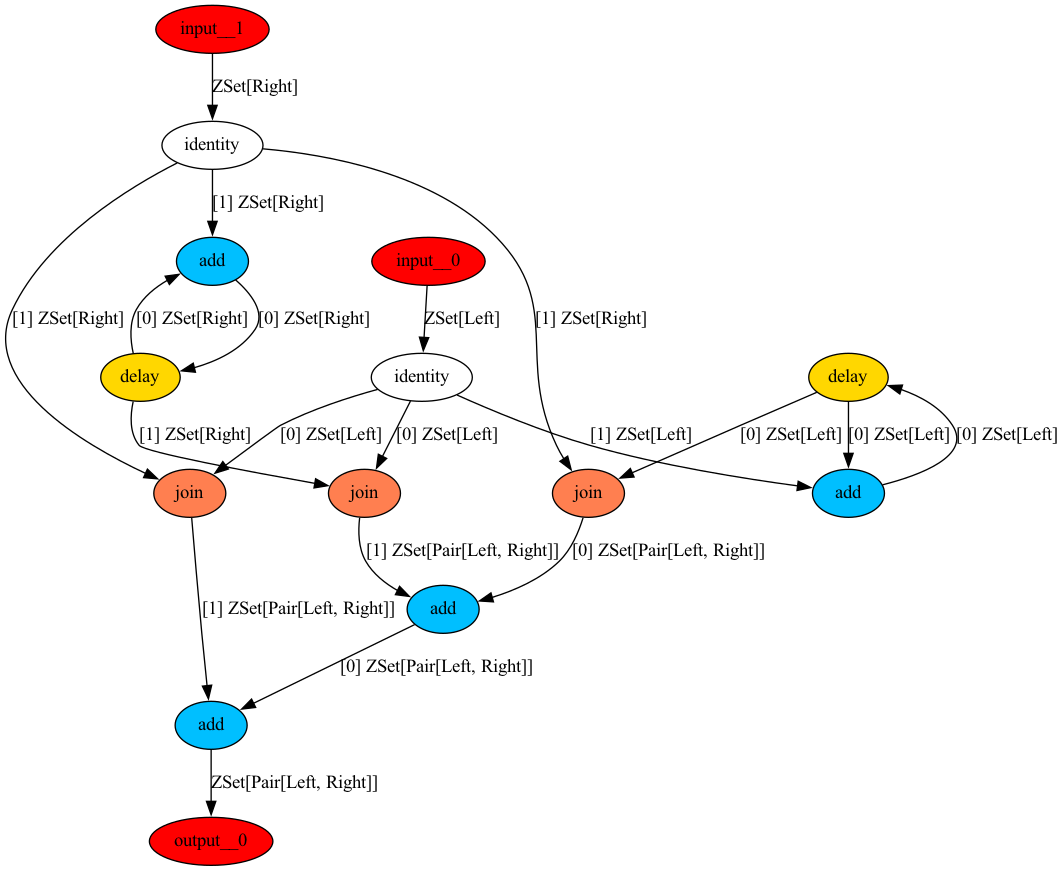 input__1
ZSet[Right]
identity
[1] ZSet[Right]
add
input__0
[1] ZSet[Right]
[0] ZSet[Right]
[0] ZSet[Right]
ZSet[Left]
[1] ZSet[Right]
delay
identity
delay
[1] ZSet[Right]
[0] ZSet[Left]
[0] ZSet[Left]
[1] ZSet[Left]
[0] ZSet[Left]
[0] ZSet[Left]
[0] ZSet[Left]
join
join
join
add
[1] ZSet[Pair[Left, Right]]
[0] ZSet[Pair[Left, Right]]
[1] ZSet[Pair[Left, Right]]
add
[0] ZSet[Pair[Left, Right]]
add
ZSet[Pair[Left, Right]]
output__0